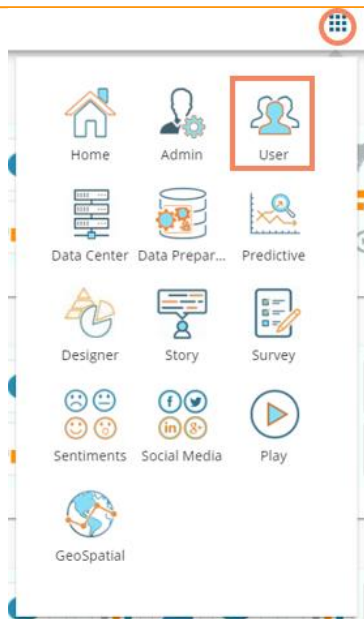 Home Admin User
Data Center Data Prepar... Predictive
Designer Story Survey
Sentiments Social Media Play
GeoSpatial